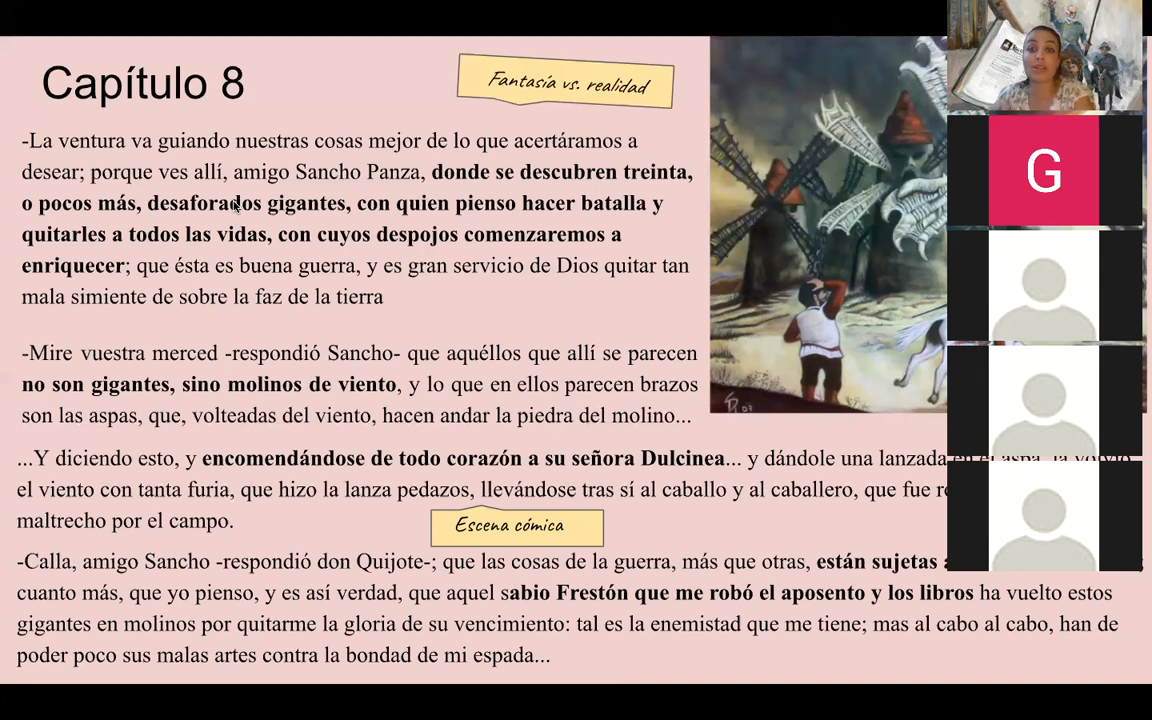 Capítulo 8
Fantasía vs. realidad
-La ventura va guiando nuestras cosas mejor de lo que acertáramos a
desear; porque ves allí, amigo Sancho Panza, donde se descubren treinta,
o pocos más, desaforados gigantes, con quien pienso hacer batalla y
quitarles a todos las vidas, con cuyos despojos comenzaremos a
enriquecer; que ésta es buena guerra, y es gran servicio de Dios quitar tan
mala simiente de sobre la faz de la tierra
-Mire vuestra merced -respondió Sancho- que aquéllos que allí se parecen
no son gigantes, sino molinos de viento, y lo que en ellos parecen brazos
son las aspas, que, volteadas del viento, hacen andar la piedra del molino...
...Y diciendo esto, y encomendándose de todo corazón a su señora Dulcinea... y dándole una lanzada en el aspa, la volvió
el viento con tanta furia, que hizo la lanza pedazos, llevándose tras sí al caballo y al caballero, que fue
maltrecho por el campo.
Escena cómica
-Calla, amigo Sancho -respondió don Quijote-; que las cosas de la guerra, más que otras, están sujetas
cuanto más, que yo pienso, y es así verdad, que aquel sabio Frestón que me robó el aposento y los libros ha vuelto estos
gigantes en molinos por quitarme la gloria de su vencimiento: tal es la enemistad que me tiene; mas al cabo al cabo, han de
poder poco sus malas artes contra la bondad de mi espada...
G